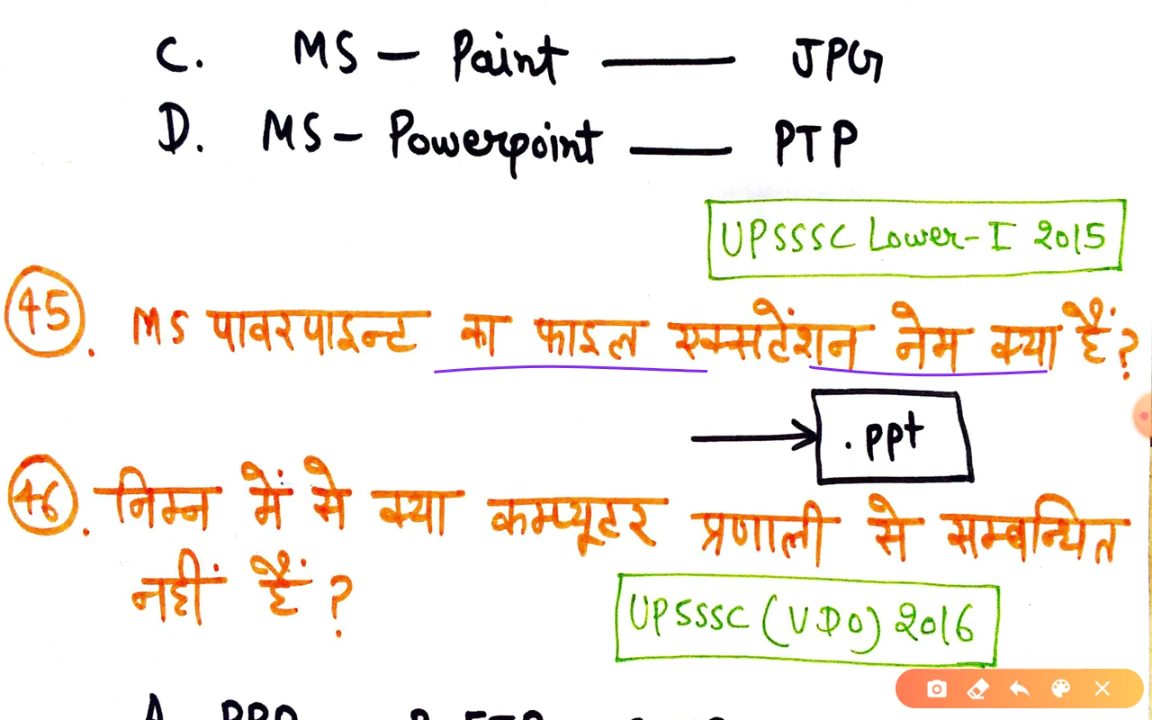 C. MS - Paint — JPG
D. MS - Powerpoint — PTP
UPSSSC Lower-I 2015
45. MS पावरपाइन्ट का फाइल एक्सटेंशन नेम क्या हैं?
.ppt
46. निम्न में से क्या कम्प्यूटर प्रणाली से सम्बन्धित
नहीं हैं?
UPSSSC (VDO) 2016
A.